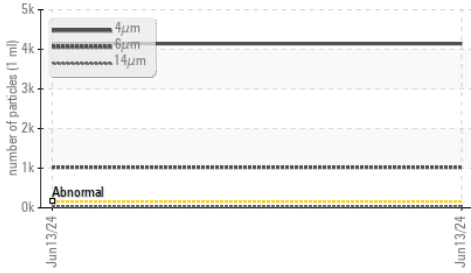 5k
4k
3k
2k
1k
0k
number of particles (1 ml)
4μm
6μm
14μm
Abnormal
Jun13/24
Jun13/24